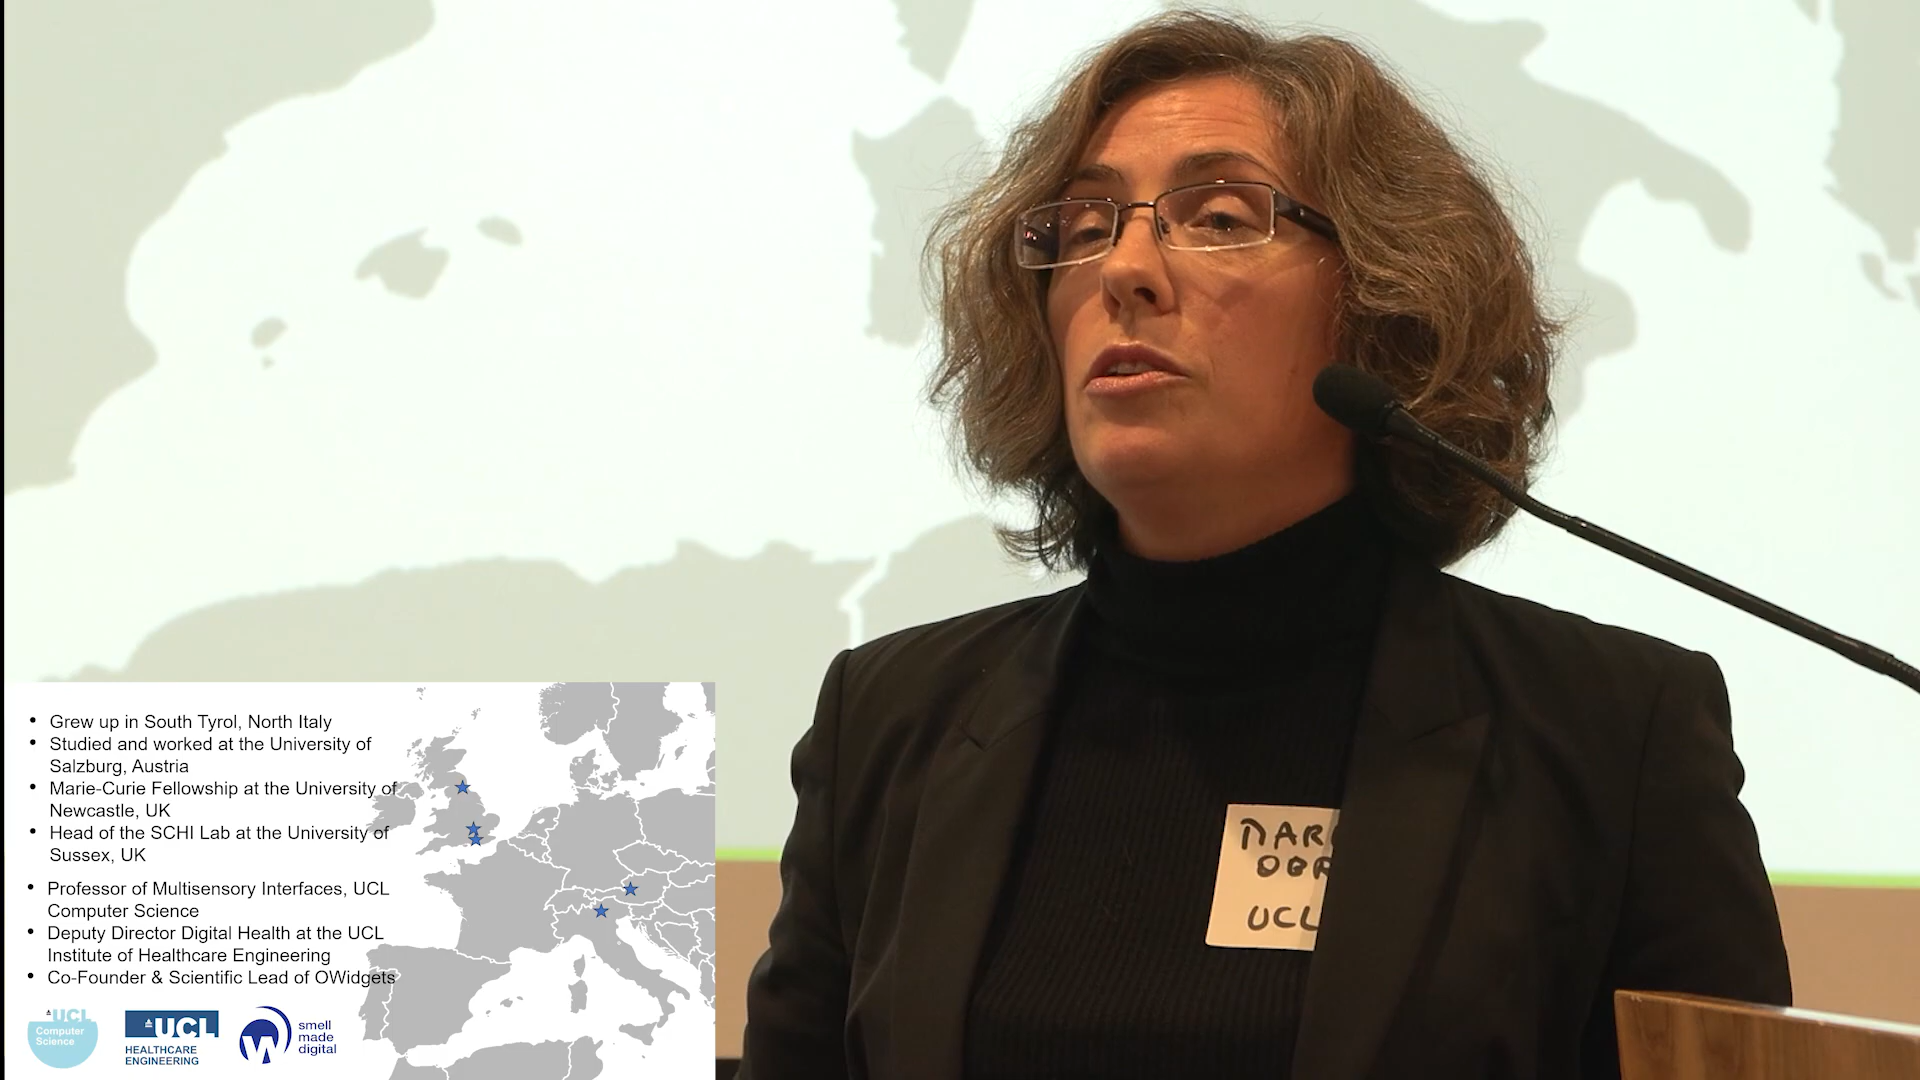 • Grew up in South Tyrol, North Italy
• Studied and worked at the University of
Salzburg, Austria
• Marie-Curie Fellowship at the University of
Newcastle, UK
• Head of the SCHI Lab at the University of
Sussex, UK
• Professor of Multisensory Interfaces, UCL
Computer Science
• Deputy Director Digital Health at the UCL
Institute of Healthcare Engineering
• Co-Founder & Scientific Lead of OWidgets
UCL
Computer
Science
UCL
HEALTHCARE
ENGINEERING
smell
made
digital
UCL